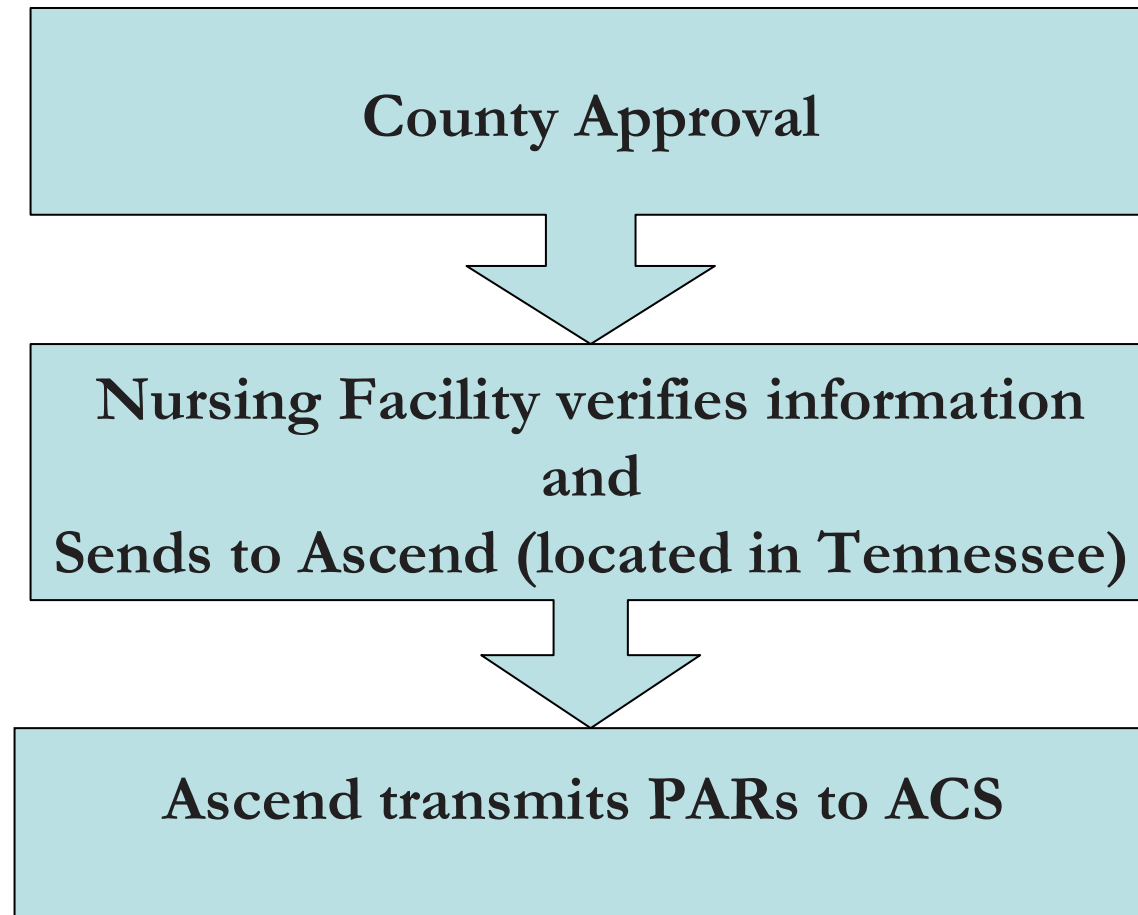 County Approval
Nursing Facility verifies information
and
Sends to Ascend (located in Tennessee)
Ascend transmits PARs to ACS